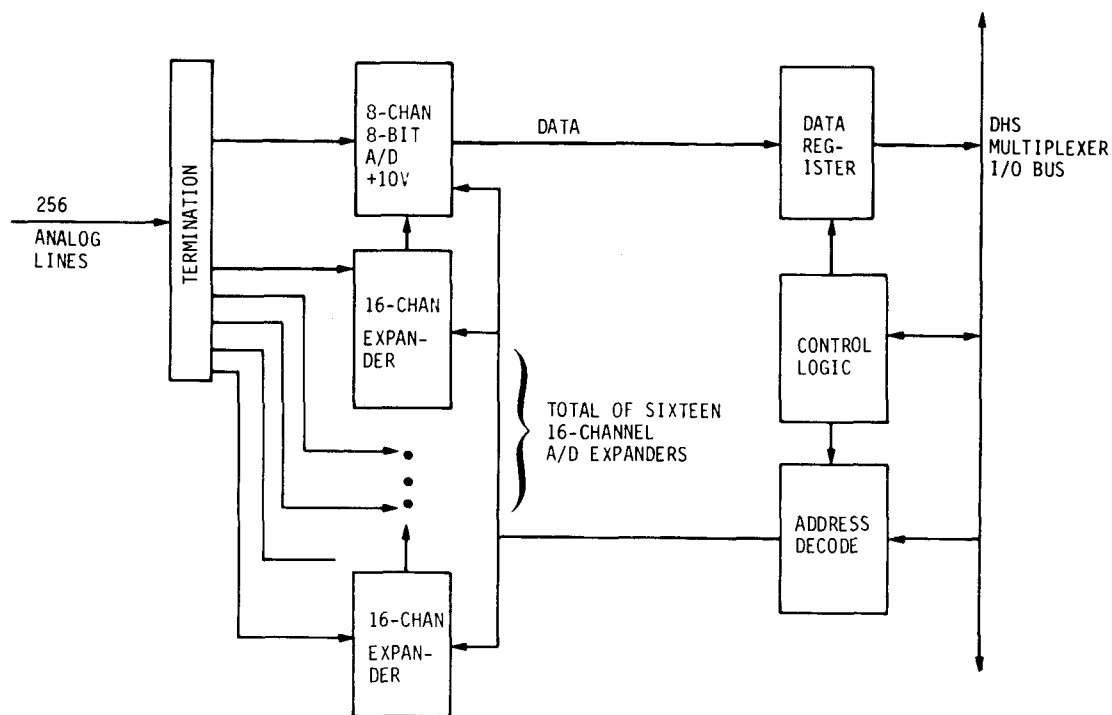 256
ANALOG
LINES
TERMINATION
8-CHAN
8-BIT
A/D
+10V
DATA
DATA
REG-
ISTER
DHS
MULTIPLEXER
I/O BUS
16-CHAN
EXPAN-
DER
CONTROL
LOGIC
TOTAL OF SIXTEEN
16-CHANNEL
A/D EXPANDERS
ADDRESS
DECODE
16-CHAN
EXPAN-
DER